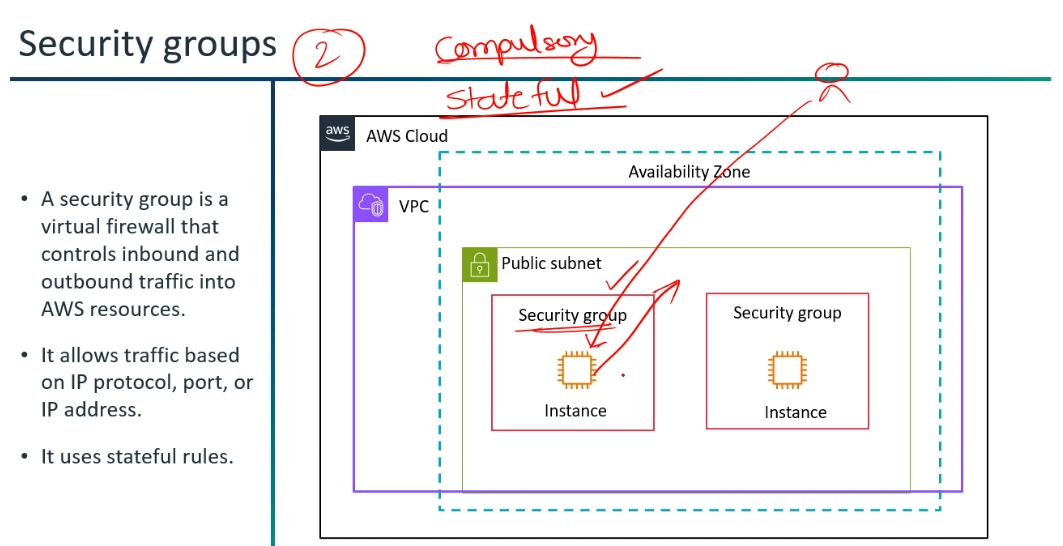 Security groups
2
Compulsory
Stateful
aws
AWS Cloud
Availability Zone
VPC
Public subnet
Security group
Instance
Security group
Instance
• A security group is a
virtual firewall that
controls inbound and
outbound traffic into
AWS resources.
• It allows traffic based
on IP protocol, port, or
IP address.
• It uses stateful rules.